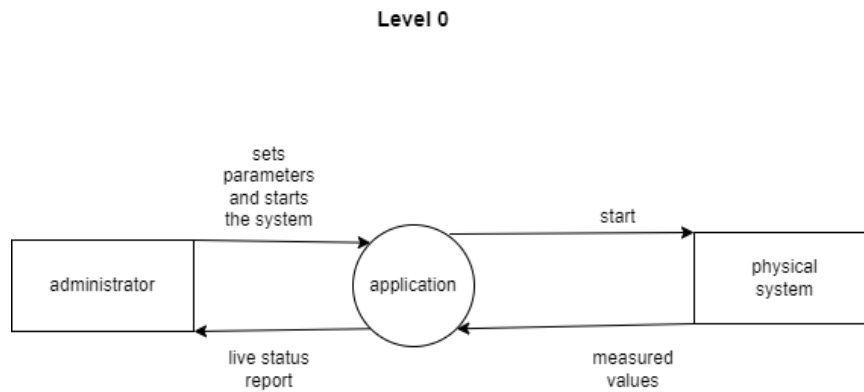 Level 0
sets
parameters
and starts
the system
start
administrator
application
physical
system
live status
report
measured
values